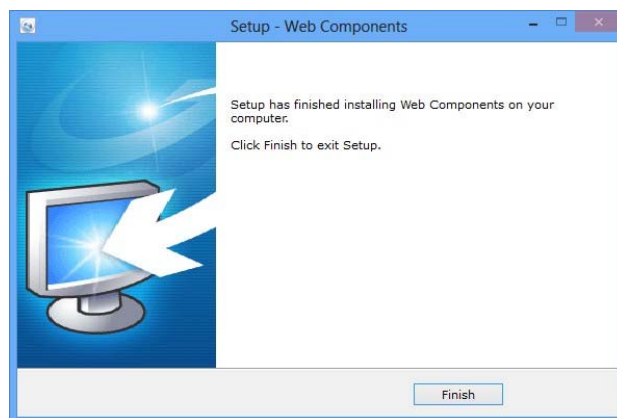 Setup - Web Components
Setup has finished installing Web Components on your
computer.
Click Finish to exit Setup.
Finish